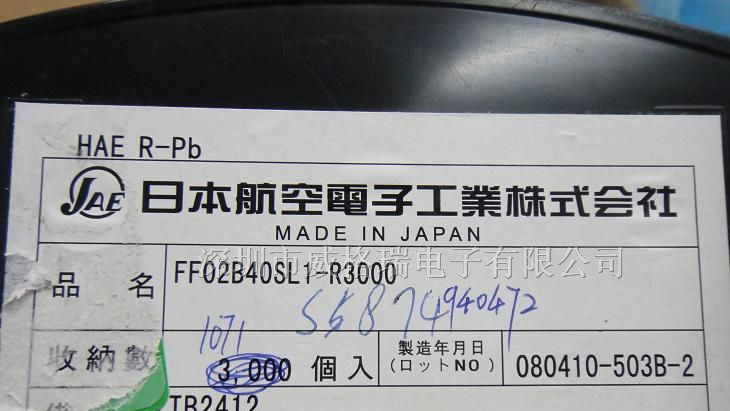 HAE R-Pb
JAE 日本航空電子工業株式会社
MADE IN JAPAN
深圳市威格瑞电子有限公司
品 名 FF02B40SL1-R3000
S5874940472
1071
収納数 3,000 個入 製造年月日 (ロットNO) 080410-503B-2
備 TB2412